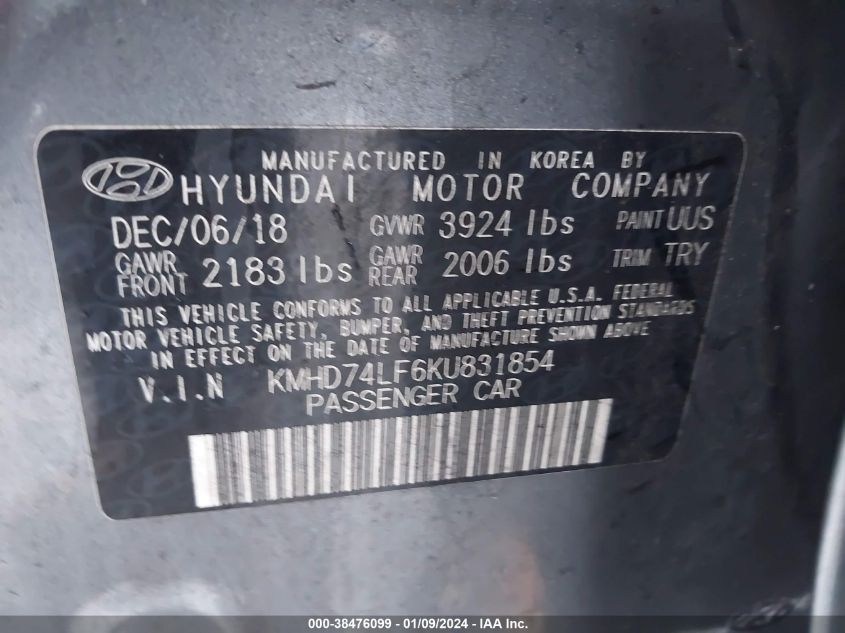 MANUFACTURED IN KOREA BY
HYUNDAI MOTOR COMPANY
DEC/06/18 GVWR 3924 lbs PAINT UUS
GAWR FRONT 2183 lbs GAWR REAR 2006 lbs TRIM TRY
THIS VEHICLE CONFORMS TO ALL APPLICABLE U.S.A. FEDERAL
MOTOR VEHICLE SAFETY, BUMPER, AND THEFT PREVENTION STANDARDS
IN EFFECT ON THE DATE OF MANUFACTURE SHOWN ABOVE
V.I.N KMHD74LF6KU831854
PASSENGER CAR
000-38476099 - 01/09/2024 - IAA Inc.